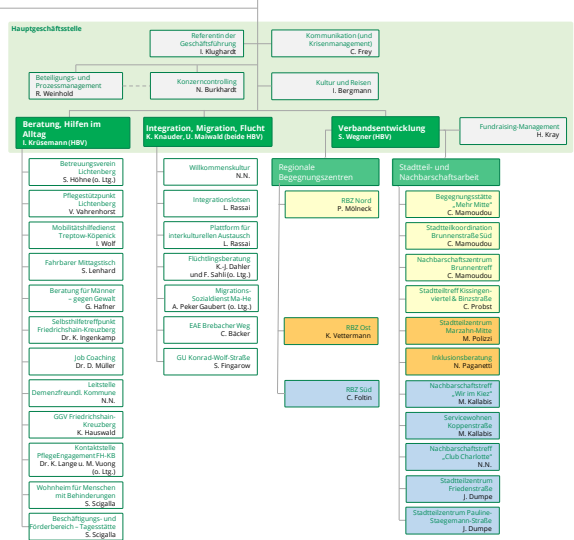 Hauptgeschäftsstelle
Referentin der
Geschäftsführung
I. Klughardt
Kommunikation (und
Krisenmanagement)
C. Frey
Beteiligungs- und
Prozessmanagement
R. Weinhold
Konzerncontrolling
N. Burkhardt
Kultur und Reisen
I. Bergmann
Beratung, Hilfen im
Alltag
I. Krüsemann (HBV)
Integration, Migration, Flucht
K. Knauder, U. Maiwald (beide HBV)
Verbandsentwicklung
S. Wegner (HBV)
Fundraising-Management
H. Kray
Betreuungsverein
Lichtenberg
S. Höhne (o. Ltg.)
Pflegestützpunkt
Lichtenberg
V. Vahrenhorst
Mobilitätshilfedienst
Treptow-Köpenick
I. Wolf
Fahrbarer Mittagstisch
S. Lenhard
Beratung für Männer
– gegen Gewalt
G. Hafner
Selbsthilfetreffpunkt
Friedrichshain-Kreuzberg
Dr. K. Ingenkamp
Job Coaching
Dr. D. Müller
Leitstelle
Demenzfreundl. Kommune
N.N.
GGV Friedrichshain-
Kreuzberg
K. Hauswald
Kontaktstelle
PflegeEngagement FH-KB
Dr. K. Lange u. M. Vuong
(o. Ltg.)
Wohnheim für Menschen
mit Behinderungen
S. Scigalla
Beschäftigungs- und
Förderbereich – Tagesstätte
S. Scigalla
Willkommenskultur
N.N.
Integrationslotsen
L. Rassai
Plattform für
interkulturellen Austausch
L. Rassai
Flüchtlingsberatung
K.-J. Dahler
und F. Sahli (o. Ltg.)
Migrations-
Sozialdienst Ma-He
A. Peker Gaubert (o. Ltg.)
EAE Brebacher Weg
C. Bäcker
GU Konrad-Wolf-Straße
S. Fingarow
Regionale
Begegnungszentren
RBZ Nord
P. Mölneck
RBZ Ost
K. Vettermann
RBZ Süd
C. Foltin
Stadtteil- und
Nachbarschaftsarbeit
Begegnungsstätte
„Mehr Mitte“
C. Mamoudou
Stadtteilkoordination
Brunnenstraße Süd
C. Mamoudou
Nachbarschaftszentrum
Brunnentreff
C. Mamoudou
Stadtteiltreff Kissingen-
viertel & Binzstraße
C. Probst
Stadtteilzentrum
Marzahn-Mitte
M. Polizzi
Inklusionsberatung
N. Paganetti
Nachbarschaftstreff
„Wir im Kiez“
M. Kallabis
Servicewohnen
Koppenstraße
M. Kallabis
Nachbarschaftstreff
„Club Charlotte“
N.N.
Stadtteilzentrum
Friedenstraße
J. Dumpe
Stadtteilzentrum Pauline-
Staegemann-Straße
J. Dumpe